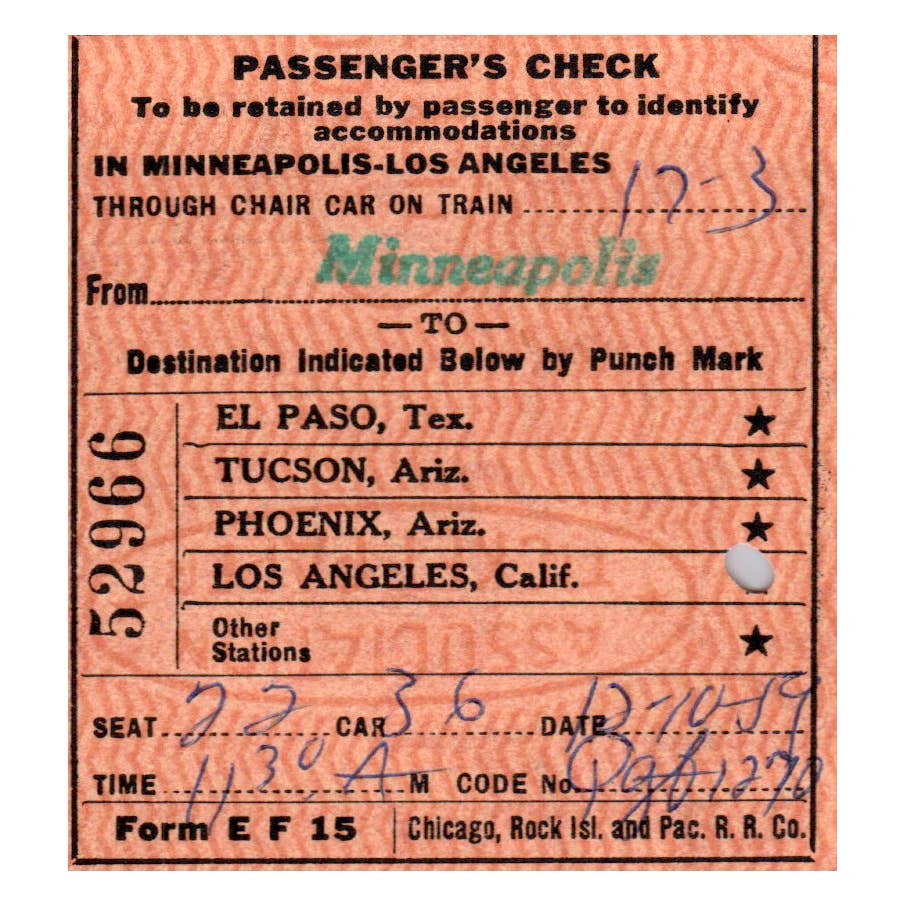 PASSENGER'S CHECK
To be retained by passenger to identify
accommodations
IN MINNEAPOLIS-LOS ANGELES
THROUGH CHAIR CAR ON TRAIN 17-3
From Minneapolis
— TO —
Destination Indicated Below by Punch Mark
52966
EL PASO, Tex. ★
TUCSON, Ariz. ★
PHOENIX, Ariz. ★
LOS ANGELES, Calif.
Other
Stations ★
SEAT 22 CAR 36 DATE 12-10-59
TIME 11 30 A M CODE No. 1270
Form E F 15 Chicago, Rock Isl. and Pac. R. R. Co.